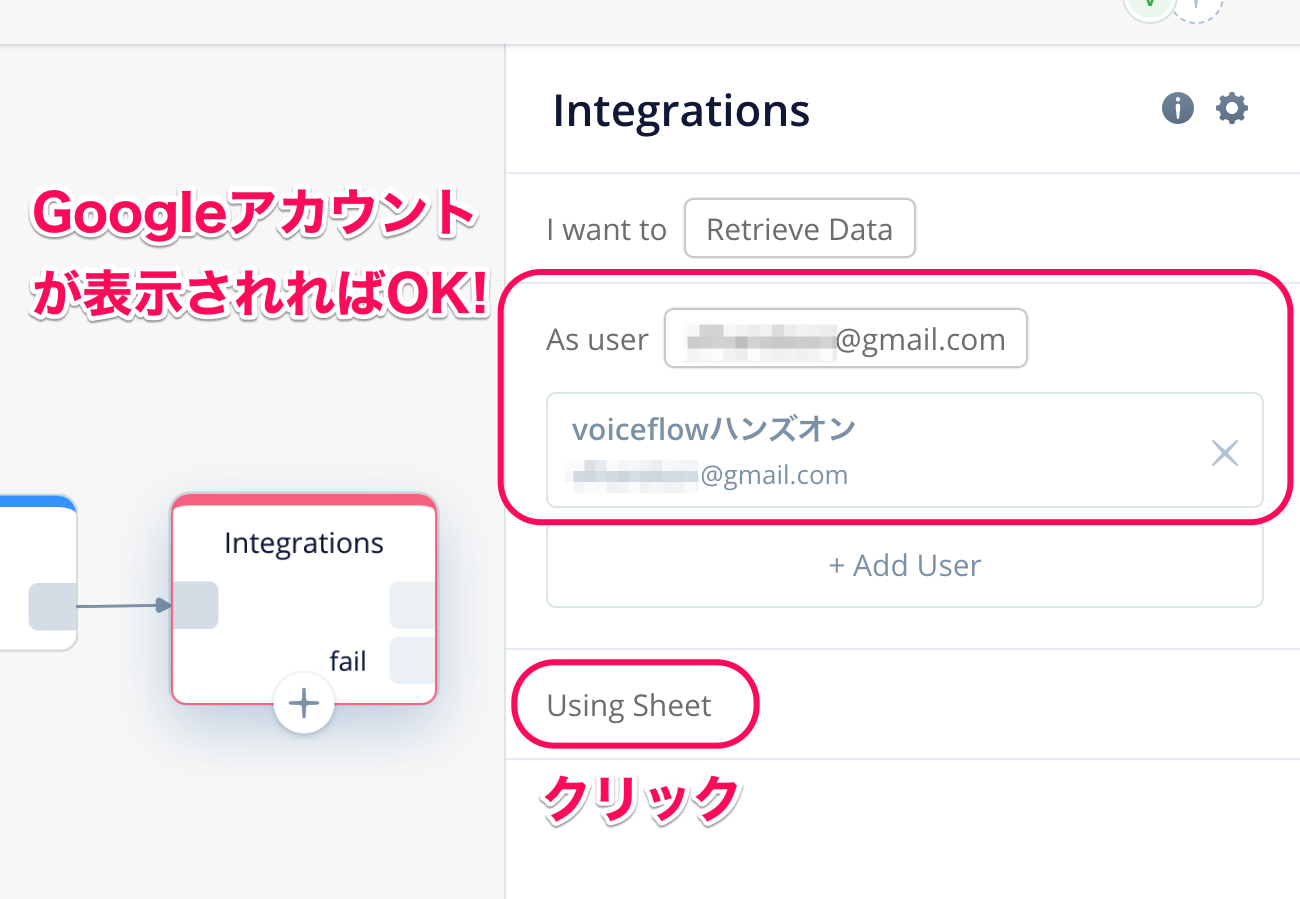 Integrations
I want to Retrieve Data
Googleアカウント
が表示されればOK!
As user @gmail.com
voiceflowハンズオン
@gmail.com
+ Add User
Integrations
fail
Using Sheet
クリック